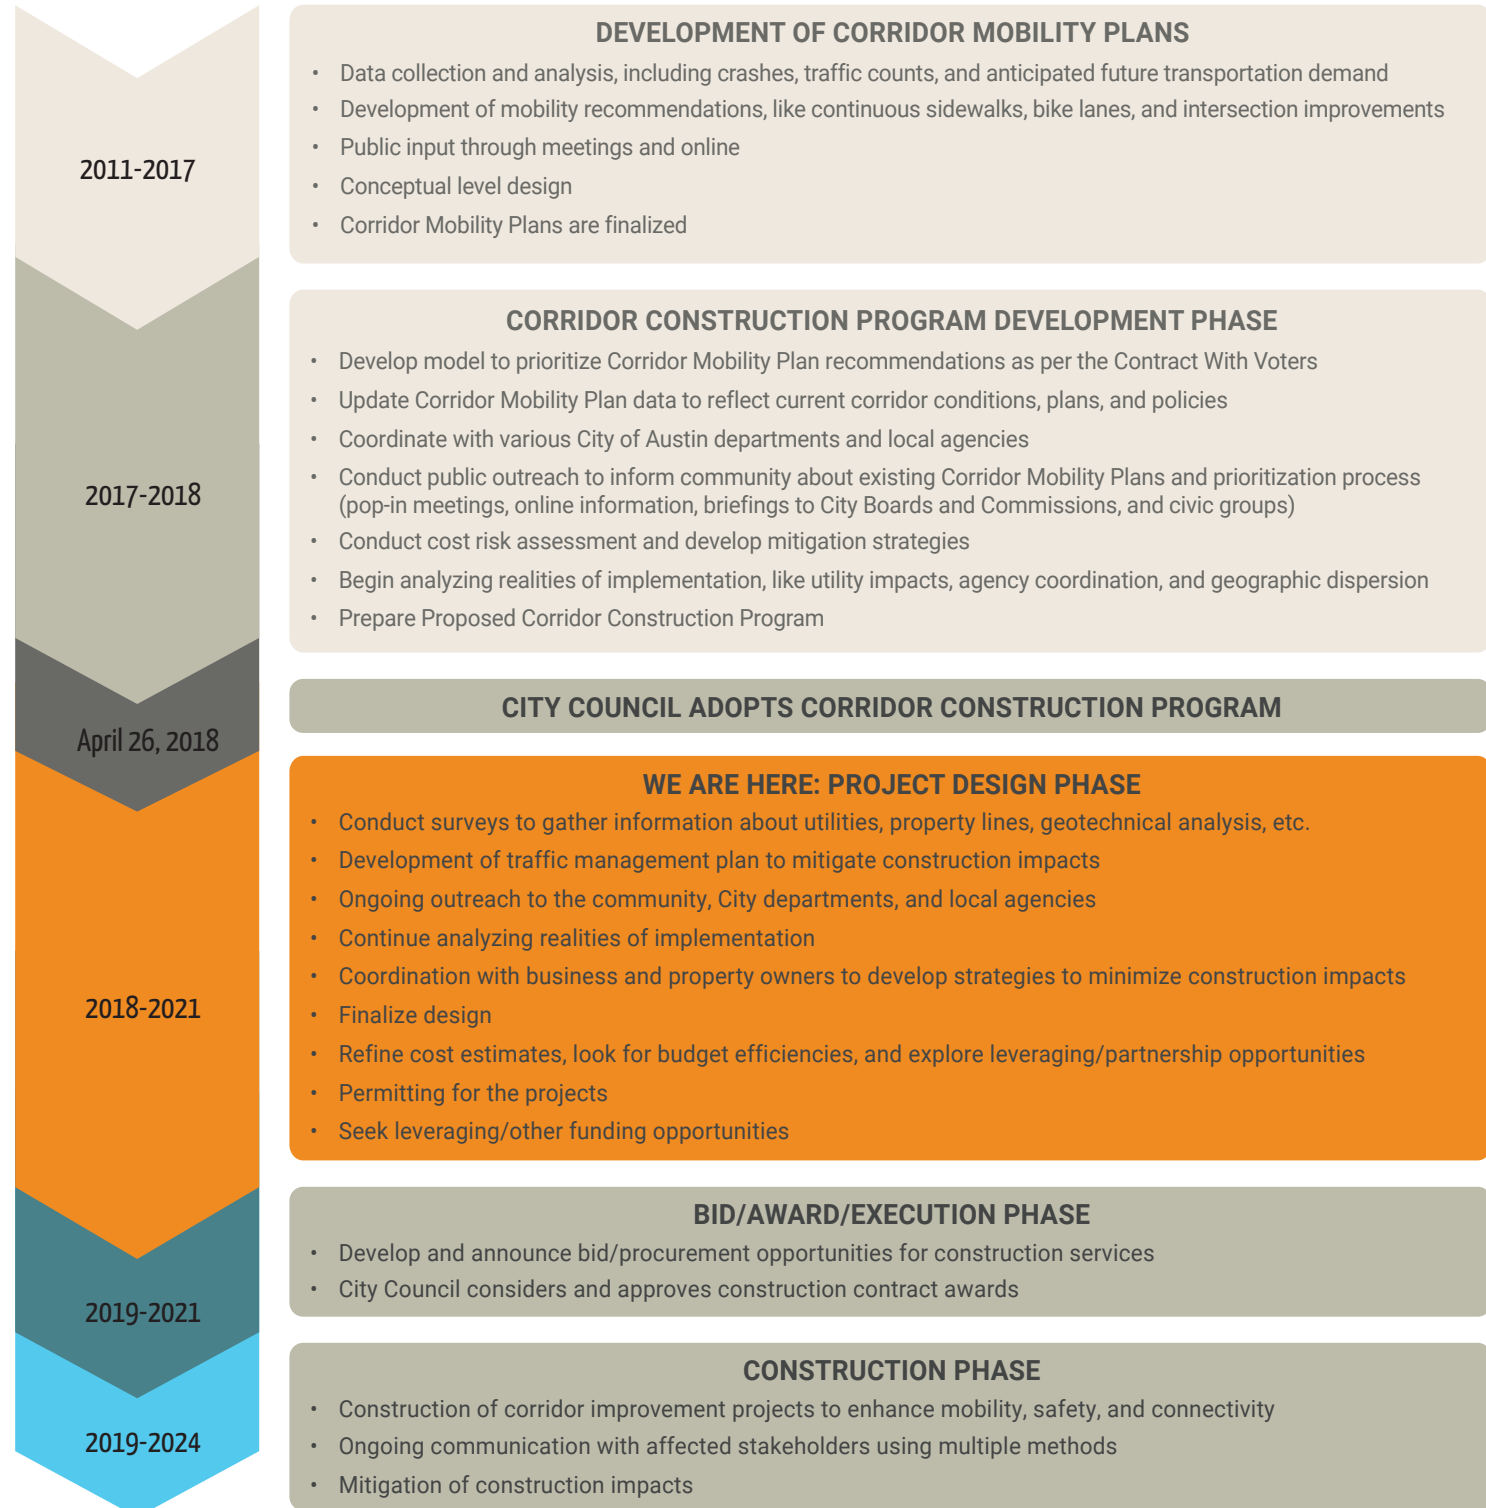 DEVELOPMENT OF CORRIDOR MOBILITY PLANS
• Data collection and analysis, including crashes, traffic counts, and anticipated future transportation demand
• Development of mobility recommendations, like continuous sidewalks, bike lanes, and intersection improvements
2011-2017
• Public input through meetings and online
• Conceptual level design
• Corridor Mobility Plans are finalized
CORRIDOR CONSTRUCTION PROGRAM DEVELOPMENT PHASE
• Develop model to prioritize Corridor Mobility Plan recommendations as per the Contract With Voters
• Update Corridor Mobility Plan data to reflect current corridor conditions, plans, and policies
• Coordinate with various City of Austin departments and local agencies
2017-2018
• Conduct public outreach to inform community about existing Corridor Mobility Plans and prioritization process
(pop-in meetings, online information, briefings to City Boards and Commissions, and civic groups)
• Conduct cost risk assessment and develop mitigation strategies
• Begin analyzing realities of implementation, like utility impacts, agency coordination, and geographic dispersion
• Prepare Proposed Corridor Construction Program
April 26, 2018
CITY COUNCIL ADOPTS CORRIDOR CONSTRUCTION PROGRAM
WE ARE HERE: PROJECT DESIGN PHASE
• Conduct surveys to gather information about utilities, property lines, geotechnical analysis, etc.
• Development of traffic management plan to mitigate construction impacts
• Ongoing outreach to the community, City departments, and local agencies
• Continue analyzing realities of implementation
• Coordination with business and property owners to develop strategies to minimize construction impacts
2018-2021
• Finalize design
• Refine cost estimates, look for budget efficiencies, and explore leveraging/partnership opportunities
• Permitting for the projects
• Seek leveraging/other funding opportunities
BID/AWARD/EXECUTION PHASE
• Develop and announce bid/procurement opportunities for construction services
• City Council considers and approves construction contract awards
2019-2021
CONSTRUCTION PHASE
• Construction of corridor improvement projects to enhance mobility, safety, and connectivity
2019-2024
• Ongoing communication with affected stakeholders using multiple methods
• Mitigation of construction impacts